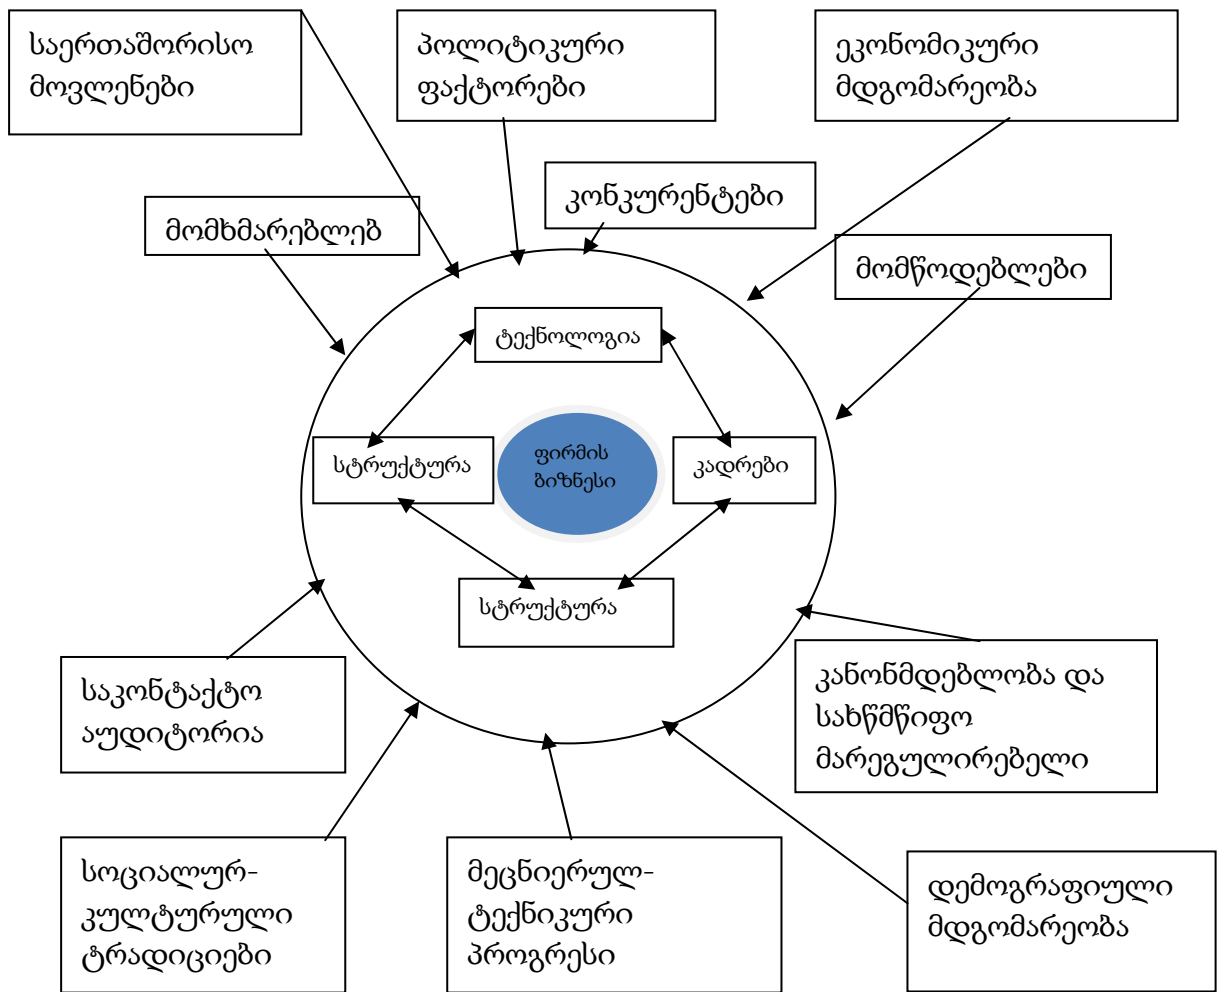 საერთაშორისო
მოვლენები
პოლიტიკური
ფაქტორები
ეკონომიკური
მდგომარეობა
კონკურენტები
მომხმარებლებ
მომწოდებლები
ტექნოლოგია
სტრუქტურა
ფირმის
ბიზნესი
კადრები
სტრუქტურა
საკონტაქტო
აუდიტორია
კანონმდებლობა და
სახწმწიფო
მარეგულირებელი
სოციალურ-
კულტურული
ტრადიციები
მეცნიერულ-
ტექნიკური
პროგრესი
დემოგრაფიული
მდგომარეობა